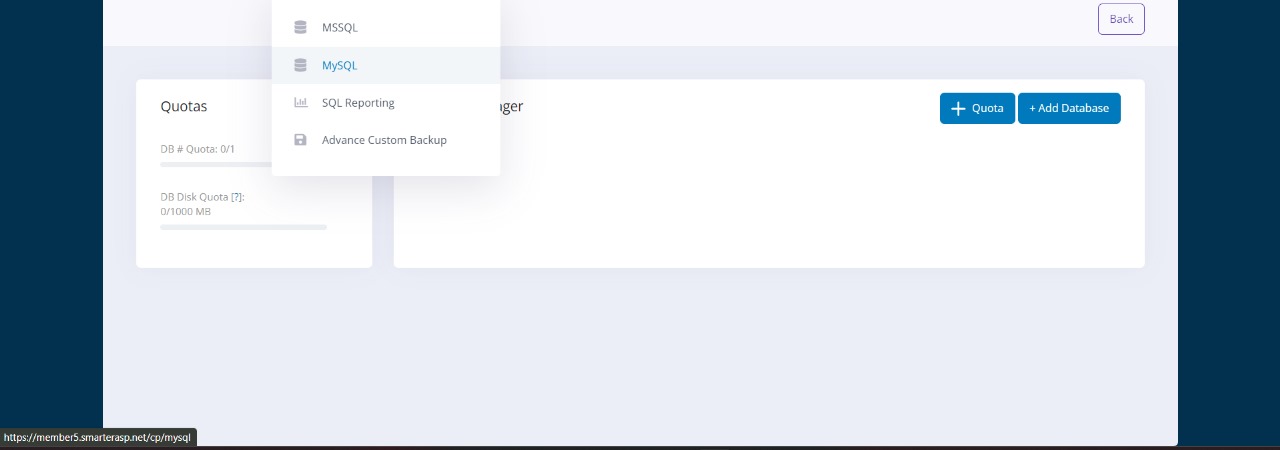 MSSQL
Back
MySQL
Quotas
ager
Quota
+ Add Database
SQL Reporting
Advance Custom Backup
DB # Quota: 0/1
DB Disk Quota [?]:
0/1000 MB
https://member5.smarterasp.net/cp/mysql